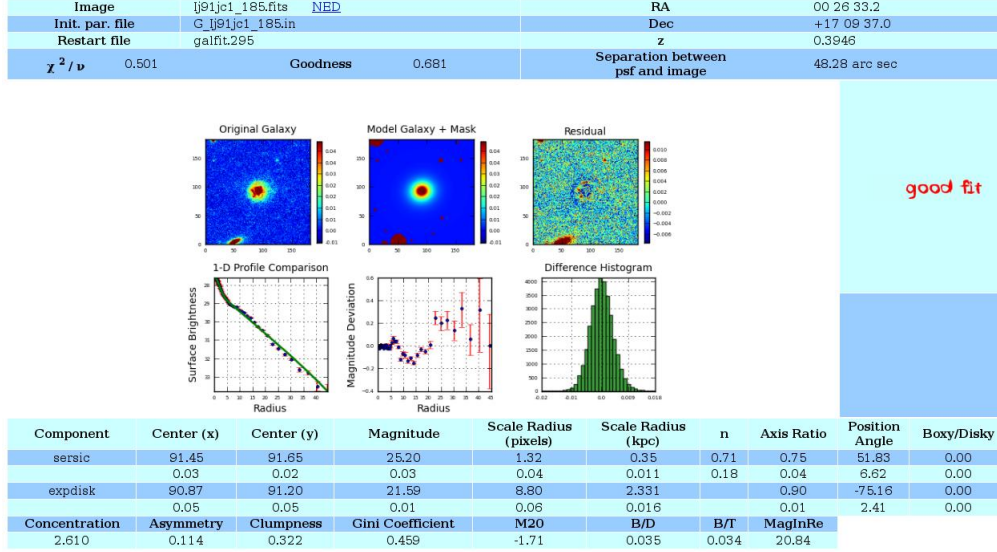 Image Ij91jc1_185.fits NED RA 00 26 33.2
Init. par. file G_Ij91jc1_185.in Dec +17 09 37.0
Restart file galfit.295 z 0.3946
χ² / ν 0.501 Goodness 0.681 Separation between psf and image 48.28 arc sec
Original Galaxy Model Galaxy + Mask Residual
good fit
1-D Profile Comparison Difference Histogram
Surface Brightness
Magnitude Deviation
Radius Radius
Component Center (x) Center (y) Magnitude Scale Radius (pixels) Scale Radius (kpc) n Axis Ratio Position Angle Boxy/Disky
sersic 91.45 91.65 25.20 1.32 0.35 0.71 0.75 51.83 0.00
0.03 0.02 0.03 0.04 0.011 0.18 0.04 6.62 0.00
expdisk 90.87 91.20 21.59 8.80 2.331 0.90 -75.16 0.00
0.05 0.05 0.01 0.06 0.016 0.01 2.41 0.00
Concentration Asymmetry Clumpness Gini Coefficient M20 B/D B/T MagInRe
2.610 0.114 0.322 0.459 -1.71 0.035 0.034 20.84